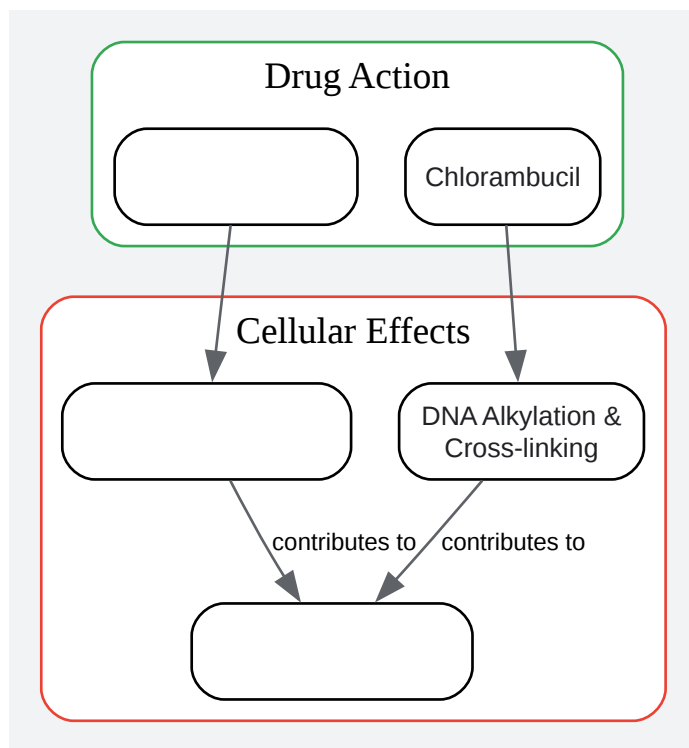 Drug Action
Chlorambucil
Cellular Effects
DNA Alkylation &
Cross-linking
contributes to
contributes to